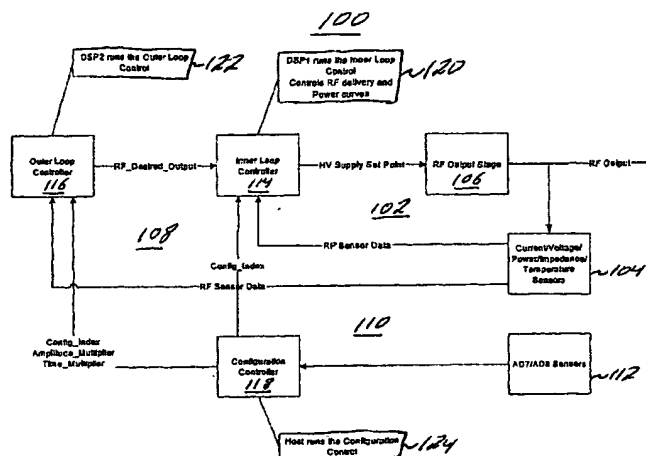 100
DSP2 runs the Outer Loop
Control
122
DSP1 runs the Inner Loop
Control
Controls RF delivery and
Power curves
120
Outer Loop
Controller
116
RF_Desired_Output
Inner Loop
Controller
114
HV Supply Set Point
RF Output Stage
106
RF Output
102
108
RF Sensor Data
Config_Index
RF Sensor Data
Current/Voltage/
Power/Impedance/
Temperature
Sensors
104
110
Config_Index
Amplitude_Multiplier
Time_Multiplier
Configuration
Controller
118
AD7/AD8 Sensors
112
Host runs the Configuration
Control
124